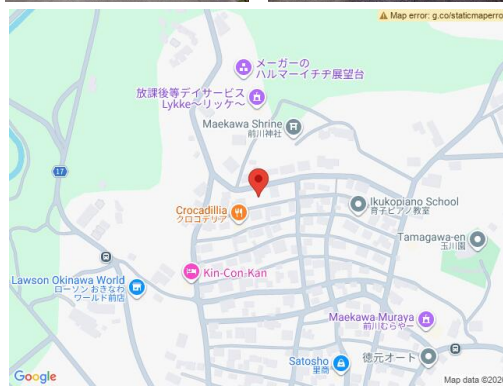 Map error: g.co/staticmaperro
メーガーの
ハルマーイチヂ展望台
放課後等デイサービス
Lykke〜リッケ〜
Maekawa Shrine
前川神社
17
Crocadillia
クロコデリア
Ikukopiano School
育子ピアノ教室
Tamagawa-en
玉川園
Kin-Con-Kan
Lawson Okinawa World
ローソン おきなわ
ワールド前店
Maekawa Muraya
前川むらやー
Satosho
里商
徳元オート
Google
Map data ©2026